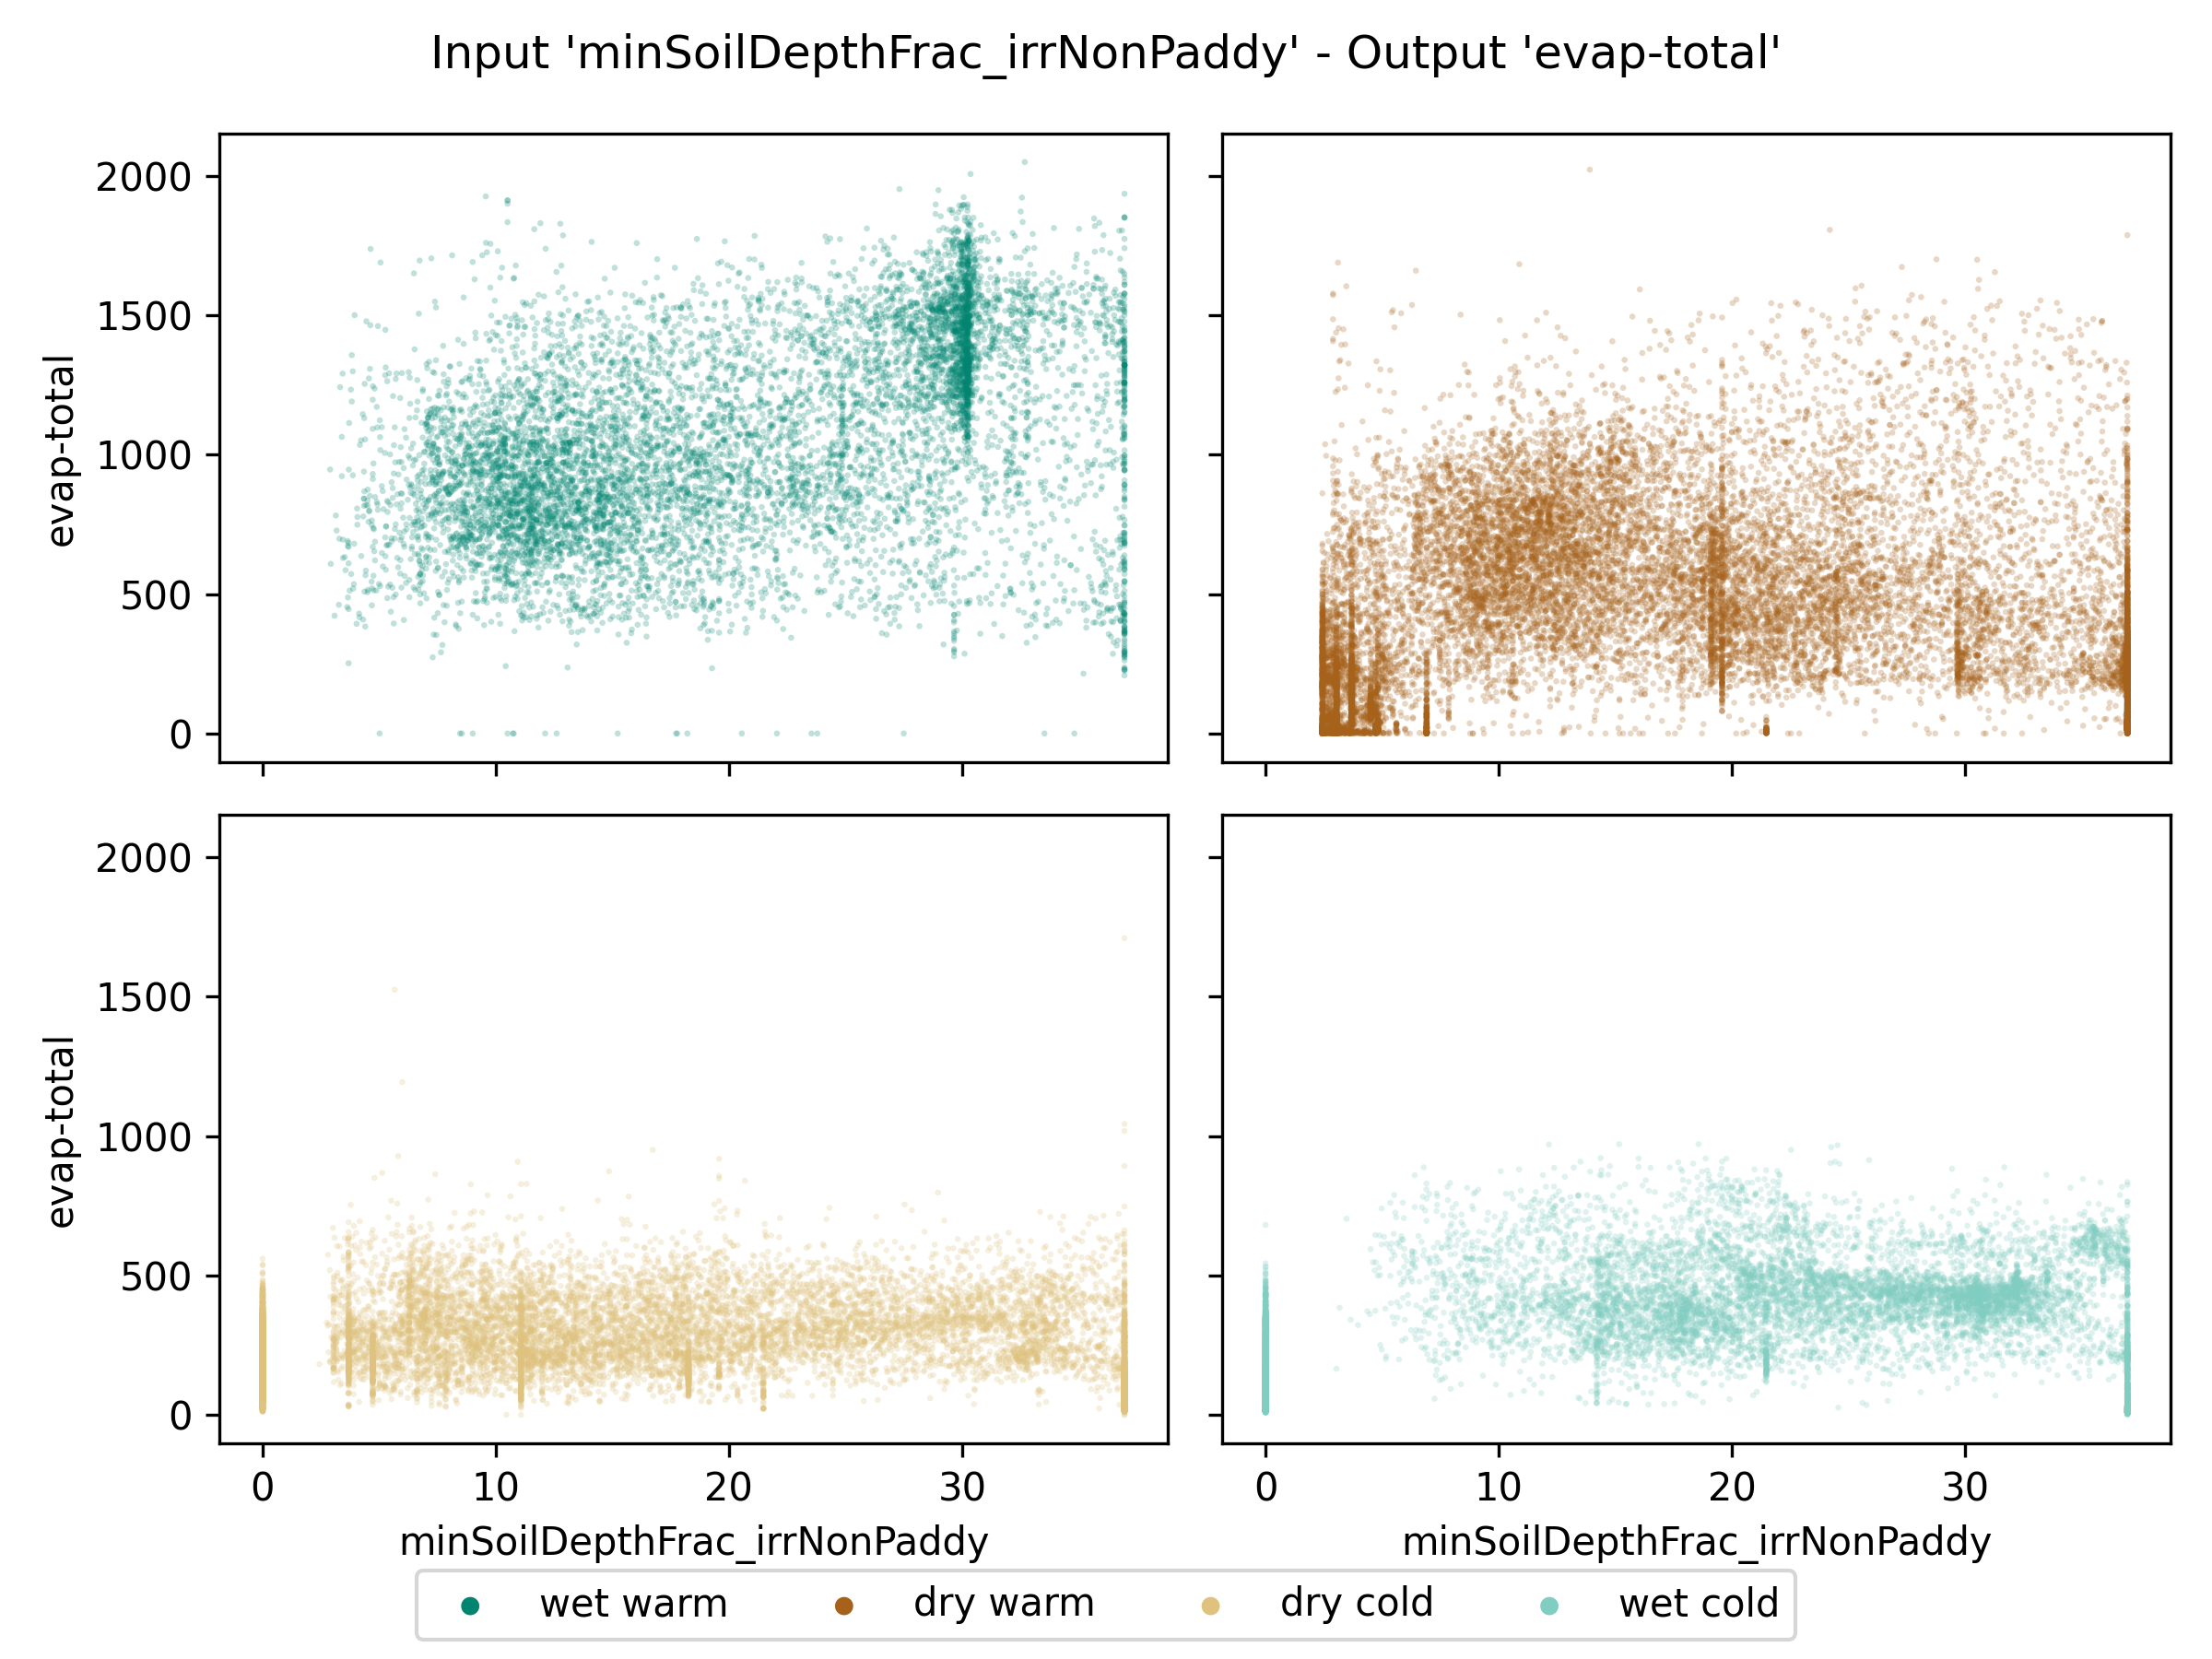 Input 'minSoilDepthFrac_irrNonPaddy' - Output 'evap-total'
2000
1500
1000
500
0
evap-total
2000
1500
1000
500
0
evap-total
0 10 20 30
0 10 20 30
minSoilDepthFrac_irrNonPaddy
minSoilDepthFrac_irrNonPaddy
wet warm dry warm dry cold wet cold